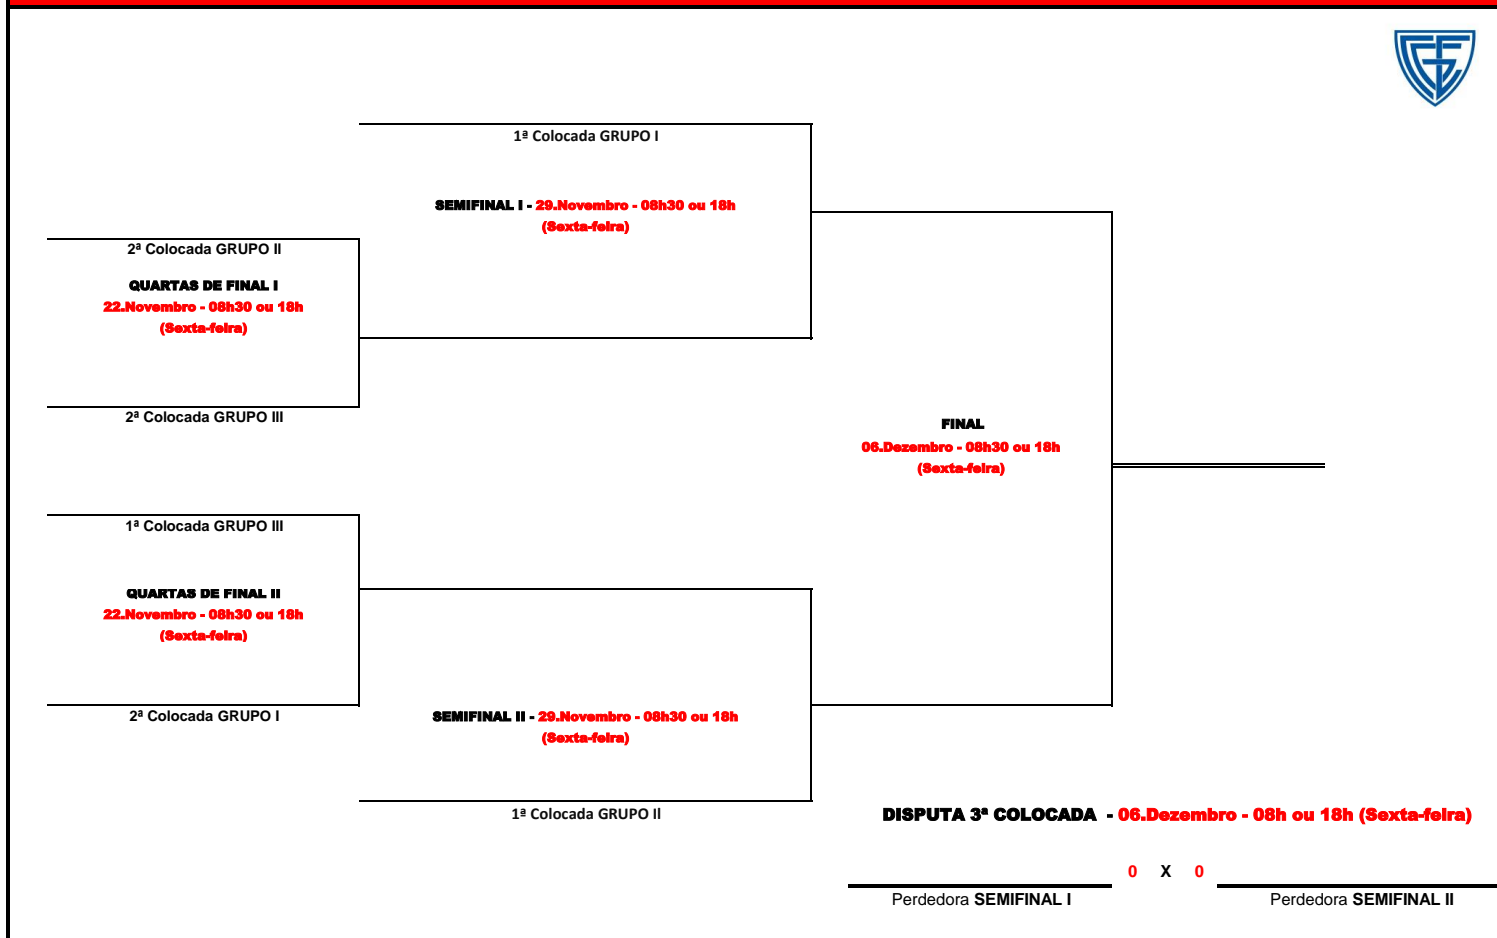 1ª Colocada GRUPO I
SEMIFINAL I - 29.Novembro - 08h30 ou 18h
(Sexta-feira)
2ª Colocada GRUPO II
QUARTAS DE FINAL I
22.Novembro - 08h30 ou 18h
(Sexta-feira)
2ª Colocada GRUPO III
FINAL
06.Dezembro - 08h30 ou 18h
(Sexta-feira)
1ª Colocada GRUPO III
QUARTAS DE FINAL II
22.Novembro - 08h30 ou 18h
(Sexta-feira)
2ª Colocada GRUPO I
SEMIFINAL II - 29.Novembro - 08h30 ou 18h
(Sexta-feira)
1ª Colocada GRUPO II
DISPUTA 3ª COLOCADA - 06.Dezembro - 08h ou 18h (Sexta-feira)
0 X 0
Perdedora SEMIFINAL I
Perdedora SEMIFINAL II